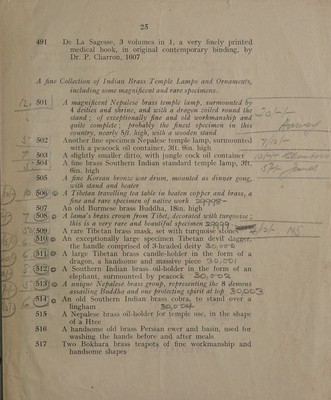 25
491 De La Sagesse, 3 volumes in 1, a very finely printed
medical book, in original contemporary binding, by
Dr. P. Charron, 1607
A fine Collection of Indian Brass Temple Lamps and Ornaments,
including some magnificent and rare specimens.
501 A magnificent Nepalese brass temple lamp, surmounted by
4 deities and shrine, and with a dragon coiled round the
stand; of exceptionally fine and old workmanship and
quite complete; probably the finest specimen in this
country, nearly 5ft. high, with a wooden stand
502 Another fine specimen Nepalese temple lamp, surmounted
with a peacock oil container, 3ft. 8in. high
503 A slightly smaller ditto, with jungle cock oil container
504 A fine brass Southern Indian standard temple lamp, 3ft.
6in. high
505 A fine Korean bronze war drum, mounted as dinner gong,
with stand and beater
506 A Tibetan travelling tea table in beaten copper and brass, a
fine and rare specimen of native work 29998
507 An old Burmese brass Buddha, 18in. high
508 A lama's brass crown from Tibet, decorated with turquoise;
this is a very rare and beautiful specimen 29999
509 A rare Tibetan brass mask, set with turquoise stones
510 An exceptionally large specimen Tibetan devil dagger,
the handle comprised of 3-headed deity 30,000
511 A large Tibetan brass candle-holder in the form of a
dragon, a handsome and massive piece 30,001
512 A Southern Indian brass oil-holder in the form of an
elephant, surmounted by peacock 30,002
513 A unique Nepalese brass group, representing the 8 demons
assailing Buddha and one protecting spirit at top 30,003
514 An old Southern Indian brass cobra, to stand over a
lingham 30,004
515 A Nepalese brass oil-holder for temple use, in the shape
of a Htee
516 A handsome old brass Persian ewer and basin, used for
washing the hands before and after meals
517 Two Bokhara brass teapots of fine workmanship and
handsome shapes